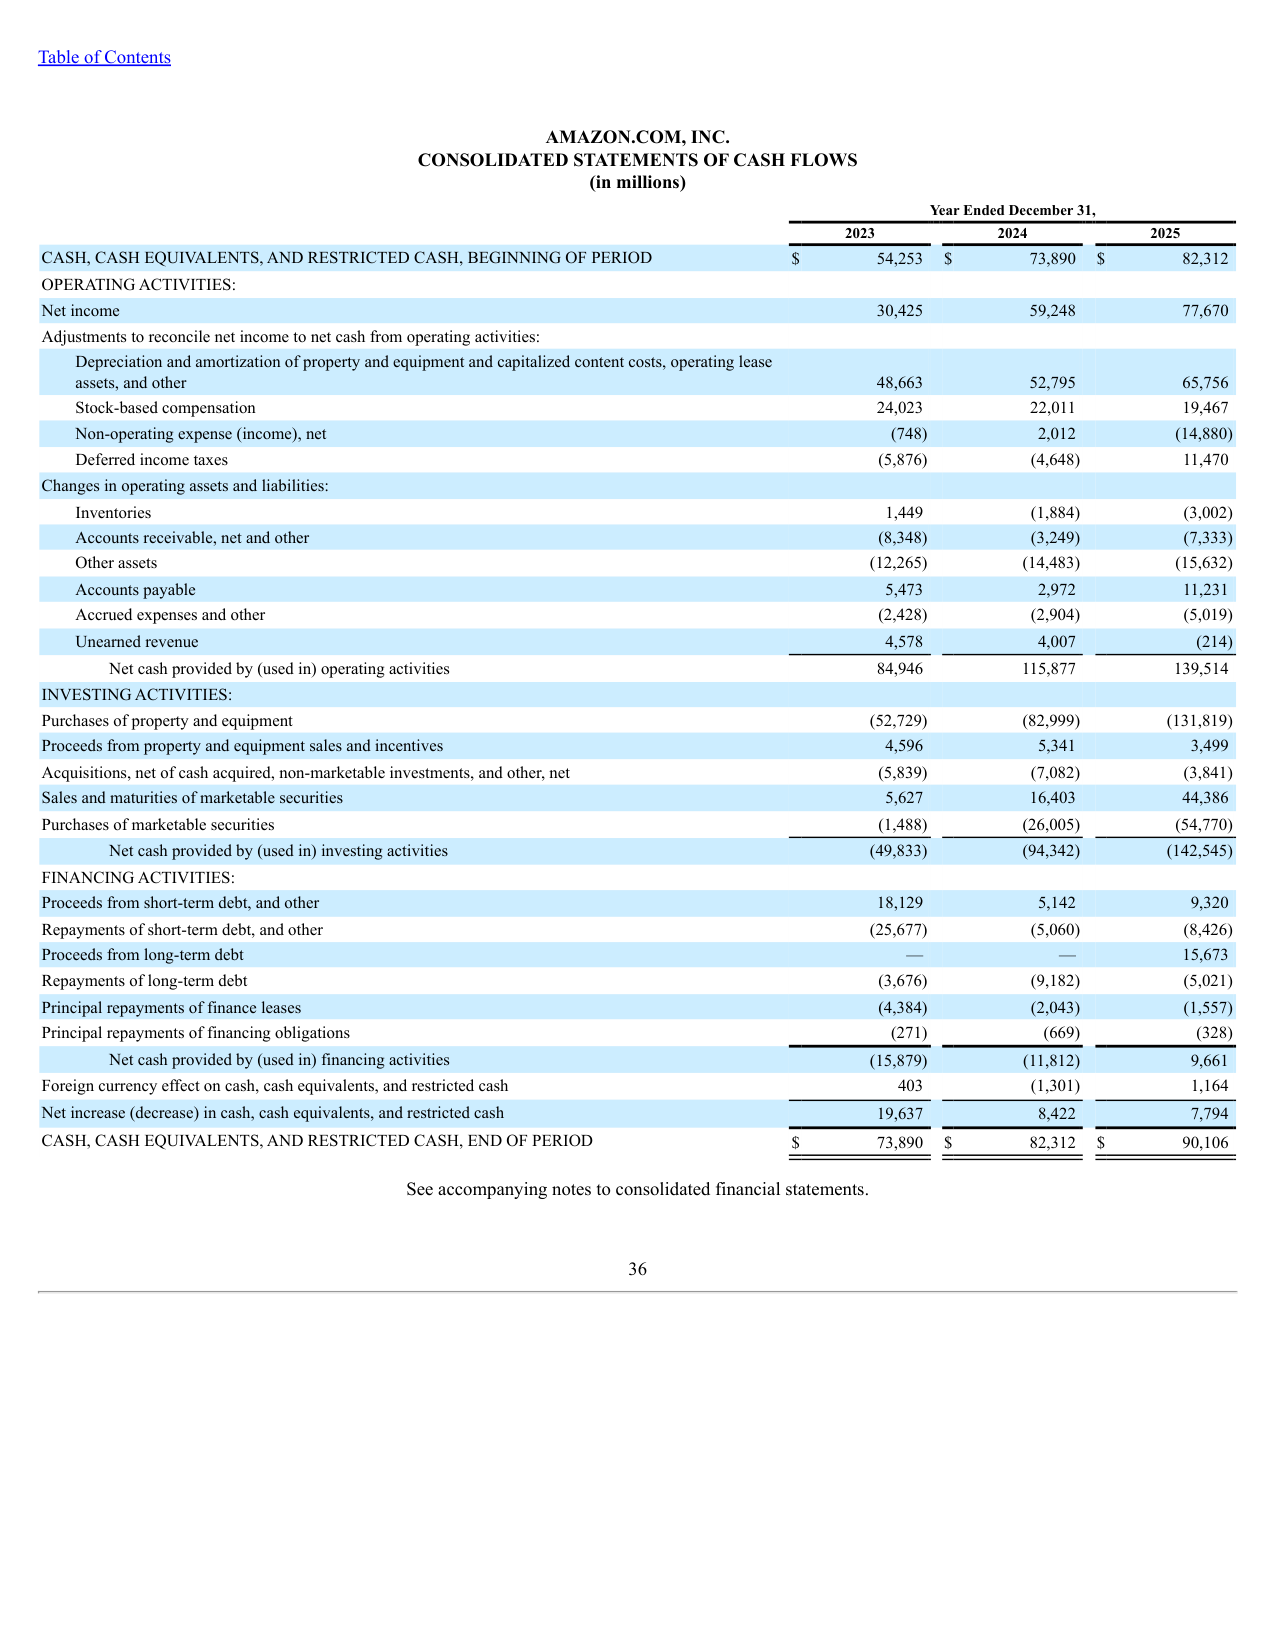 Table of Contents
AMAZON.COM, INC.
CONSOLIDATED STATEMENTS OF CASH FLOWS
(in millions)
Year Ended December 31,
2023 2024 2025
CASH, CASH EQUIVALENTS, AND RESTRICTED CASH, BEGINNING OF PERIOD $ 54,253 $ 73,890 $ 82,312
OPERATING ACTIVITIES:
Net income 30,425 59,248 77,670
Adjustments to reconcile net income to net cash from operating activities:
Depreciation and amortization of property and equipment and capitalized content costs, operating lease
assets, and other 48,663 52,795 65,756
Stock-based compensation 24,023 22,011 19,467
Non-operating expense (income), net (748) 2,012 (14,880)
Deferred income taxes (5,876) (4,648) 11,470
Changes in operating assets and liabilities:
Inventories 1,449 (1,884) (3,002)
Accounts receivable, net and other (8,348) (3,249) (7,333)
Other assets (12,265) (14,483) (15,632)
Accounts payable 5,473 2,972 11,231
Accrued expenses and other (2,428) (2,904) (5,019)
Unearned revenue 4,578 4,007 (214)
Net cash provided by (used in) operating activities 84,946 115,877 139,514
INVESTING ACTIVITIES:
Purchases of property and equipment (52,729) (82,999) (131,819)
Proceeds from property and equipment sales and incentives 4,596 5,341 3,499
Acquisitions, net of cash acquired, non-marketable investments, and other, net (5,839) (7,082) (3,841)
Sales and maturities of marketable securities 5,627 16,403 44,386
Purchases of marketable securities (1,488) (26,005) (54,770)
Net cash provided by (used in) investing activities (49,833) (94,342) (142,545)
FINANCING ACTIVITIES:
Proceeds from short-term debt, and other 18,129 5,142 9,320
Repayments of short-term debt, and other (25,677) (5,060) (8,426)
Proceeds from long-term debt — — 15,673
Repayments of long-term debt (3,676) (9,182) (5,021)
Principal repayments of finance leases (4,384) (2,043) (1,557)
Principal repayments of financing obligations (271) (669) (328)
Net cash provided by (used in) financing activities (15,879) (11,812) 9,661
Foreign currency effect on cash, cash equivalents, and restricted cash 403 (1,301) 1,164
Net increase (decrease) in cash, cash equivalents, and restricted cash 19,637 8,422 7,794
CASH, CASH EQUIVALENTS, AND RESTRICTED CASH, END OF PERIOD $ 73,890 $ 82,312 $ 90,106
See accompanying notes to consolidated financial statements.
36